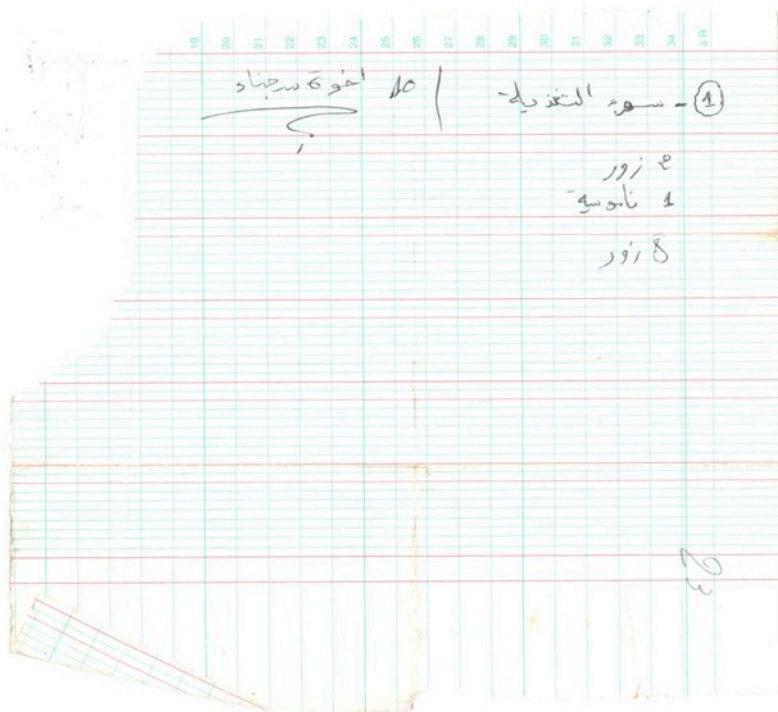 19 20 21 22 23 24 25 26 27 28 29 30 31 32 33 34 à R
① - سوء التغذية / 10 اخوة سجناء
2 زور
1 ناموسية
8 زور